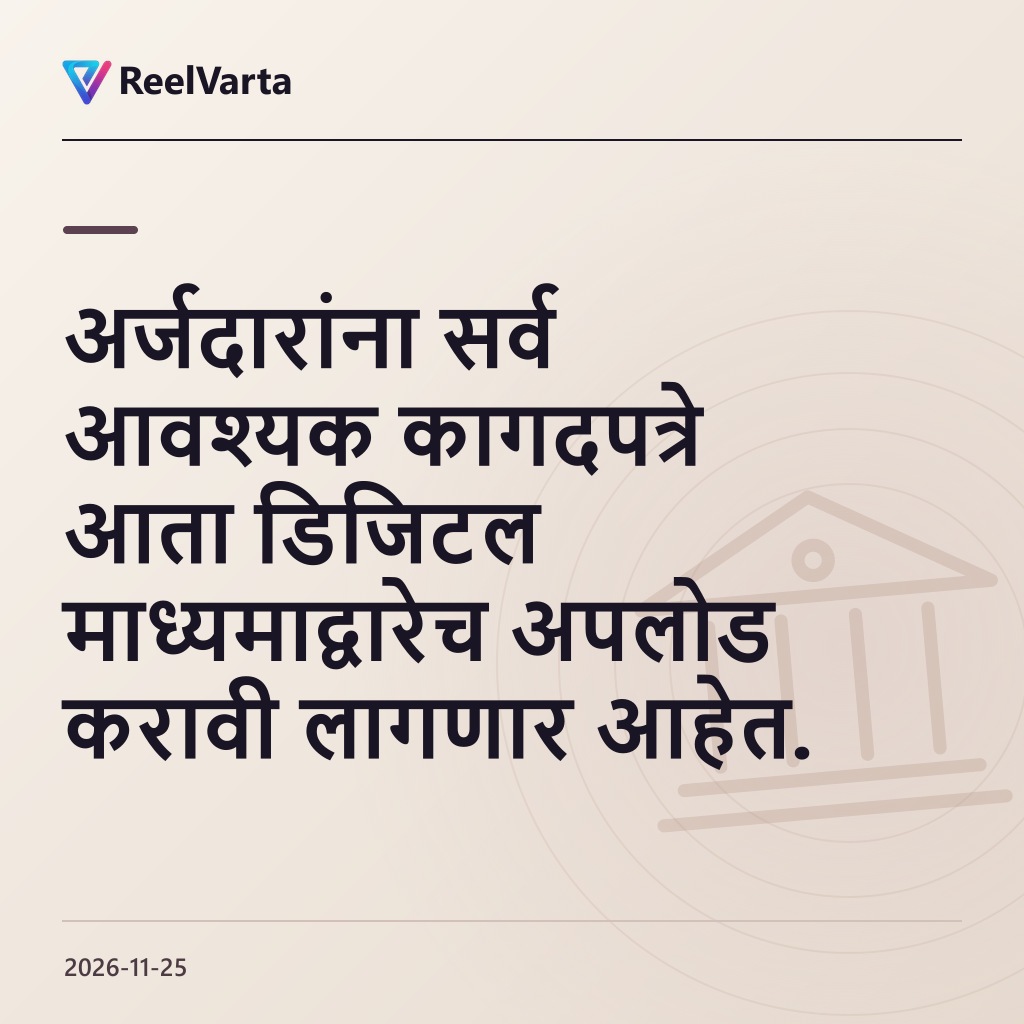 ReelVarta
अर्जदारांना सर्व
आवश्यक कागदपत्रे
आता डिजिटल
माध्यमाद्वारेच अपलोड
करावी लागणार आहेत.
2026-11-25